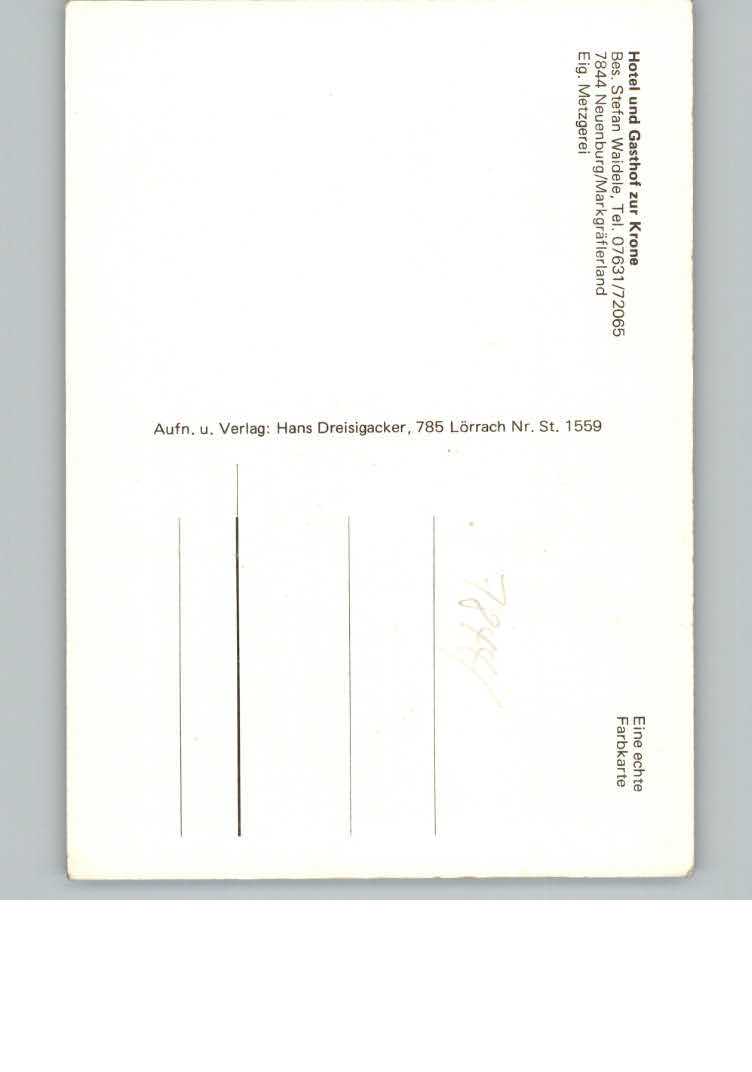 Hotel und Gasthof zur Krone
Bes. Stefan Waidele, Tel. 07631/72065
7844 Neuenburg/Markgräflerland
Eig. Metzgerei
Aufn. u. Verlag: Hans Dreisigacker, 785 Lörrach Nr. St. 1559
Eine echte
Farbkarte
7844